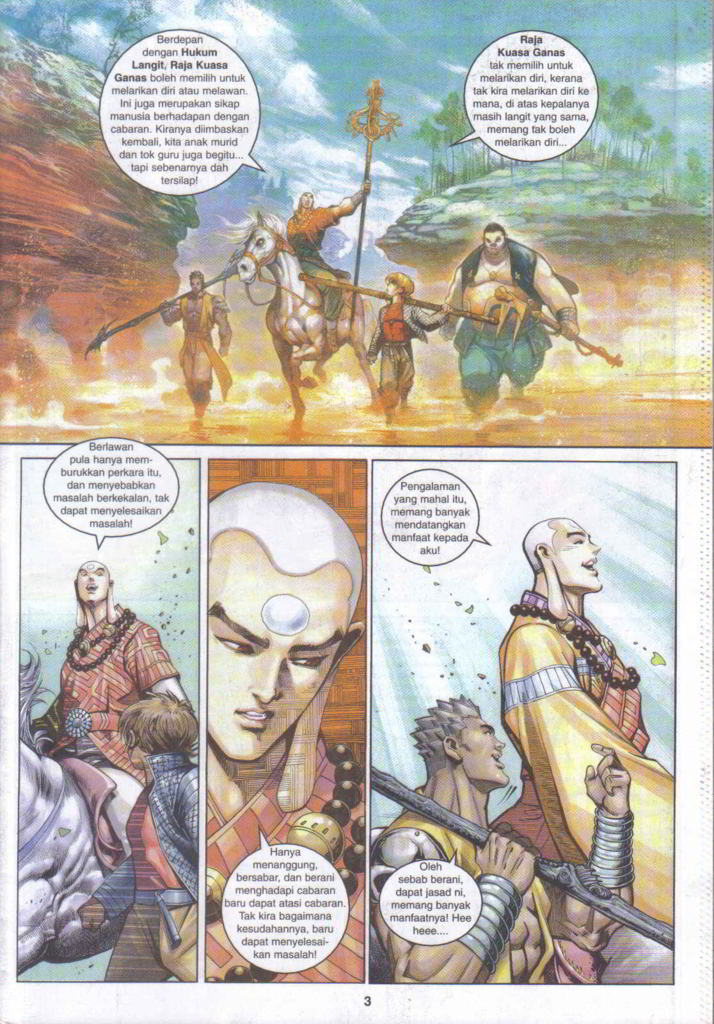 Berdepan
dengan Hukum
Langit, Raja Kuasa
Ganas boleh memilih untuk
melarikan diri atau melawan.
Ini juga merupakan sikap
manusia berhadapan dengan
cabaran. Kiranya diimbaskan
kembali, kita anak murid
dan tok guru juga begitu...
tapi sebenarnya dah
tersilap!
Raja
Kuasa Ganas
tak memilih untuk
melarikan diri, kerana
tak kira melarikan diri ke
mana, di atas kepalanya
masih langit yang sama,
memang tak boleh
melarikan diri...
Berlawan
pula hanya mem-
burukkan perkara itu,
dan menyebabkan
masalah berkekalan, tak
dapat menyelesaikan
masalah!
Hanya
menanggung,
bersabar, dan berani
menghadapi cabaran
baru dapat atasi cabaran.
Tak kira bagaimana
kesudahannya, baru
dapat menyelesai-
kan masalah!
Pengalaman
yang mahal itu,
memang banyak
mendatangkan
manfaat kepada
aku!
Oleh
sebab berani,
dapat jasad ni,
memang banyak
manfaatnya! Hee
heee....
3